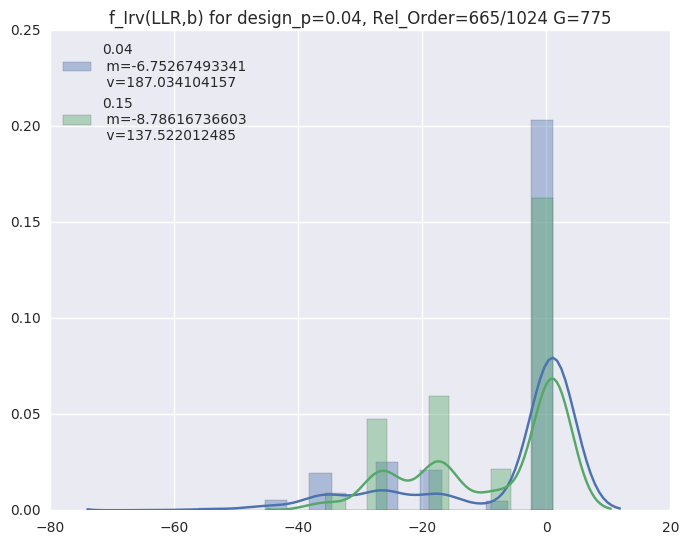 f_Irv(LLR,b) for design_p=0.04, Rel_Order=665/1024 G=775
0.25
0.20
0.15
0.10
0.05
0.00
0.04
m=-6.75267493341
v=187.034104157
0.15
m=-8.78616736603
v=137.522012485
−80
−60
−40
−20
0
20